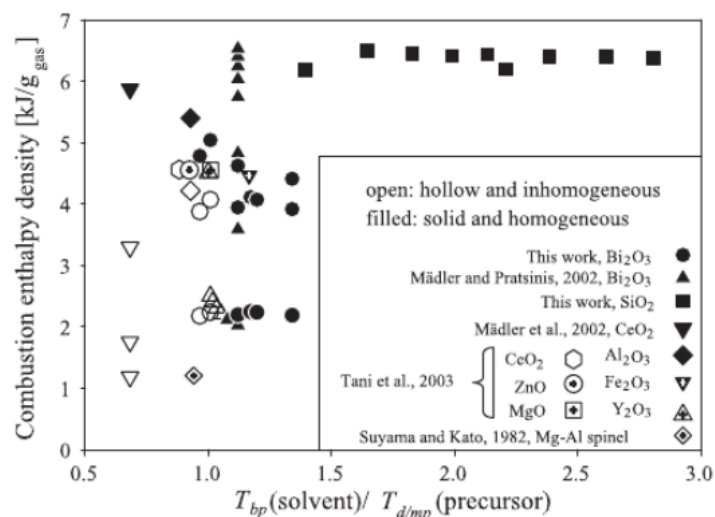 Combustion enthalpy density [kJ/g gas]
7
6
5
4
3
2
1
0
0.5 1.0 1.5 2.0 2.5 3.0
T bp (solvent)/ T d/mp (precursor)
open: hollow and inhomogeneous
filled: solid and homogeneous
This work, Bi₂O₃
Mädler and Pratsinis, 2002, Bi₂O₃
This work, SiO₂
Mädler et al., 2002, CeO₂
Tani et al., 2003
CeO₂ Al₂O₃
ZnO Fe₂O₃
MgO Y₂O₃
Suyama and Kato, 1982, Mg-Al spinel